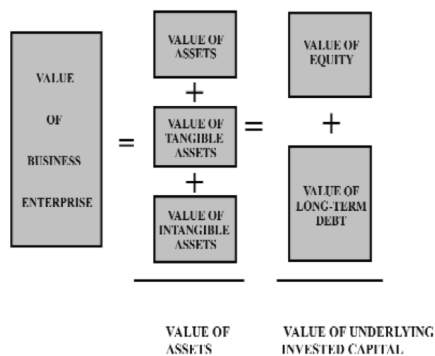 VALUE
OF
BUSINESS
ENTERPRISE
=
VALUE OF
ASSETS
+
VALUE OF
TANGIBLE
ASSETS
+
VALUE OF
INTANGIBLE
ASSETS
=
VALUE OF
EQUITY
+
VALUE OF
LONG-TERM
DEBT
VALUE OF
ASSETS
VALUE OF UNDERLYING
INVESTED CAPITAL